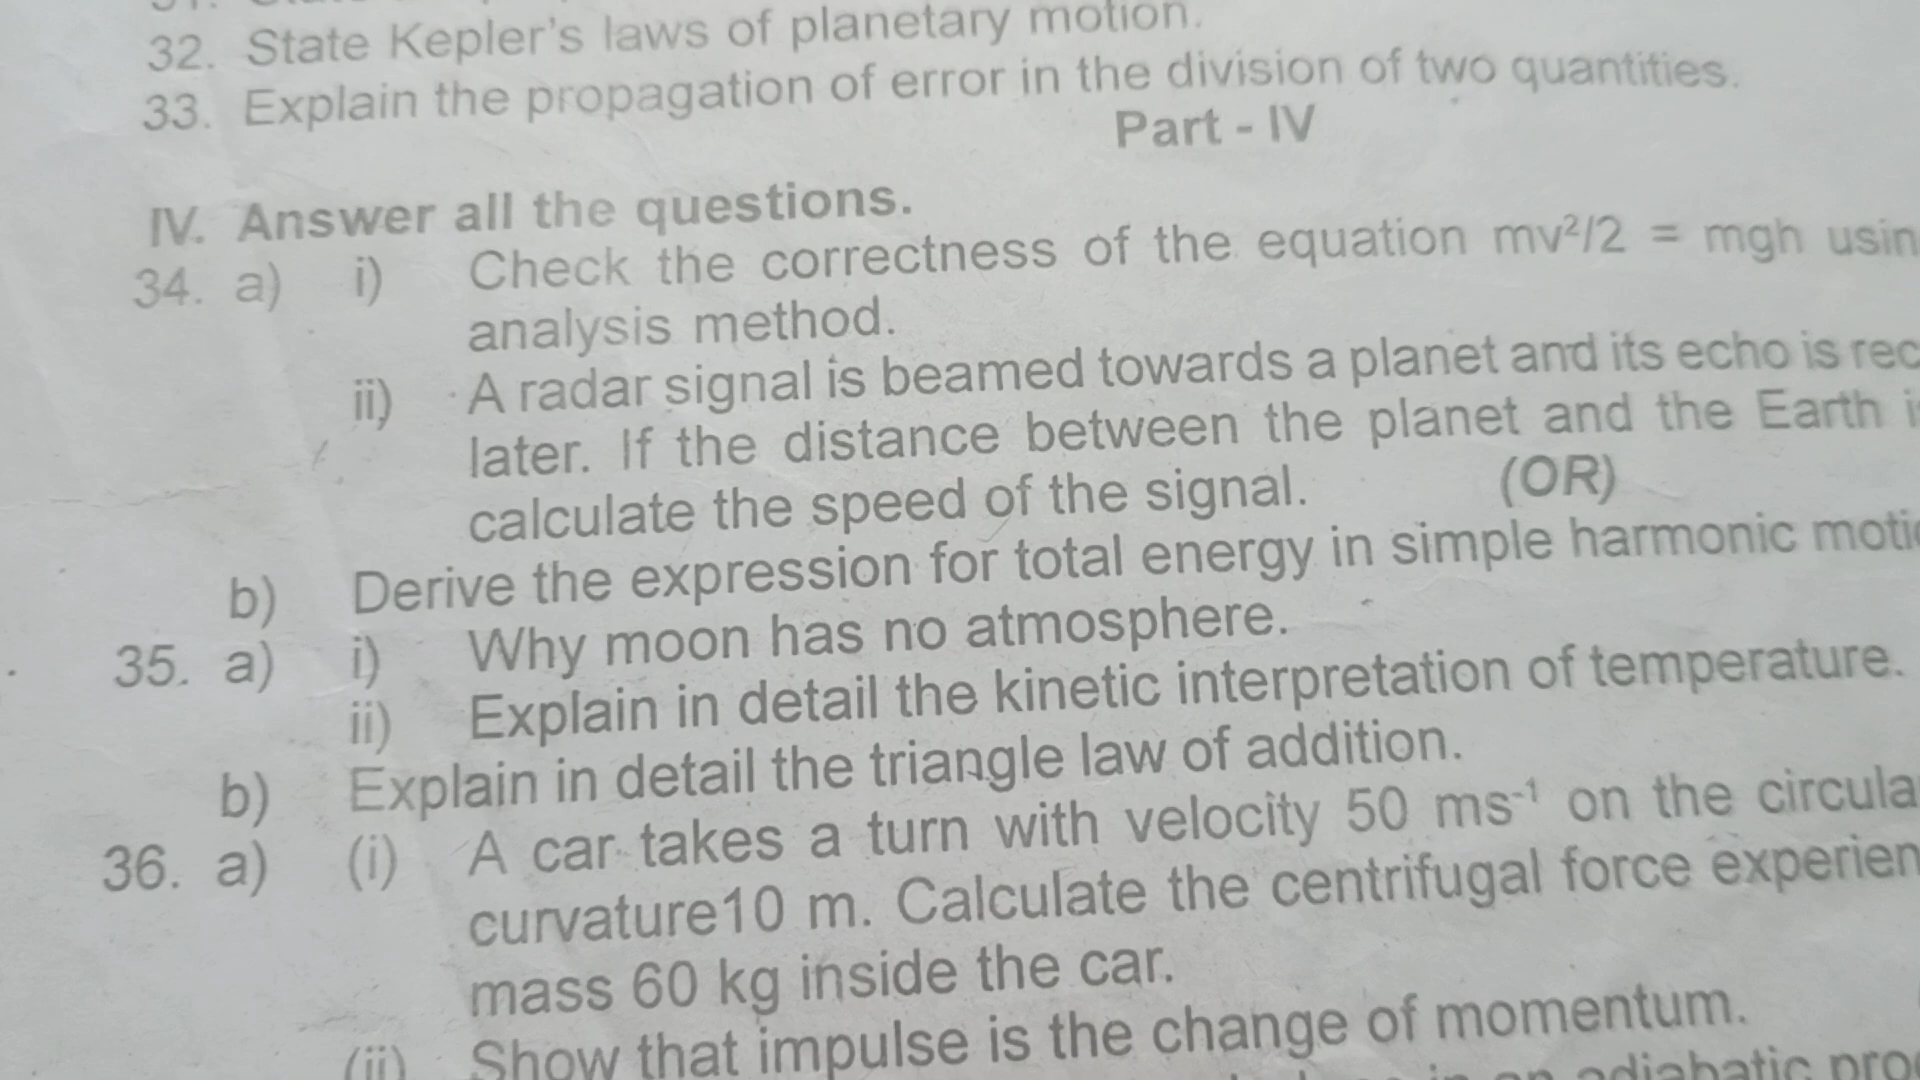 32. State Kepler's laws of planetary motion.
33. Explain the propagation of error in the division of two quantities.
Part - IV
IV. Answer all the questions.
34. a) i) Check the correctness of the equation mv²/2 = mgh usin
analysis method.
ii) A radar signal is beamed towards a planet and its echo is rec
later. If the distance between the planet and the Earth i
calculate the speed of the signal. (OR)
b) Derive the expression for total energy in simple harmonic moti
35. a) i) Why moon has no atmosphere.
ii) Explain in detail the kinetic interpretation of temperature.
b) Explain in detail the triangle law of addition.
36. a) (i) A car takes a turn with velocity 50 ms⁻¹ on the circula
curvature10 m. Calculate the centrifugal force experien
mass 60 kg inside the car.
(ii) Show that impulse is the change of momentum.
in an adiabatic pro